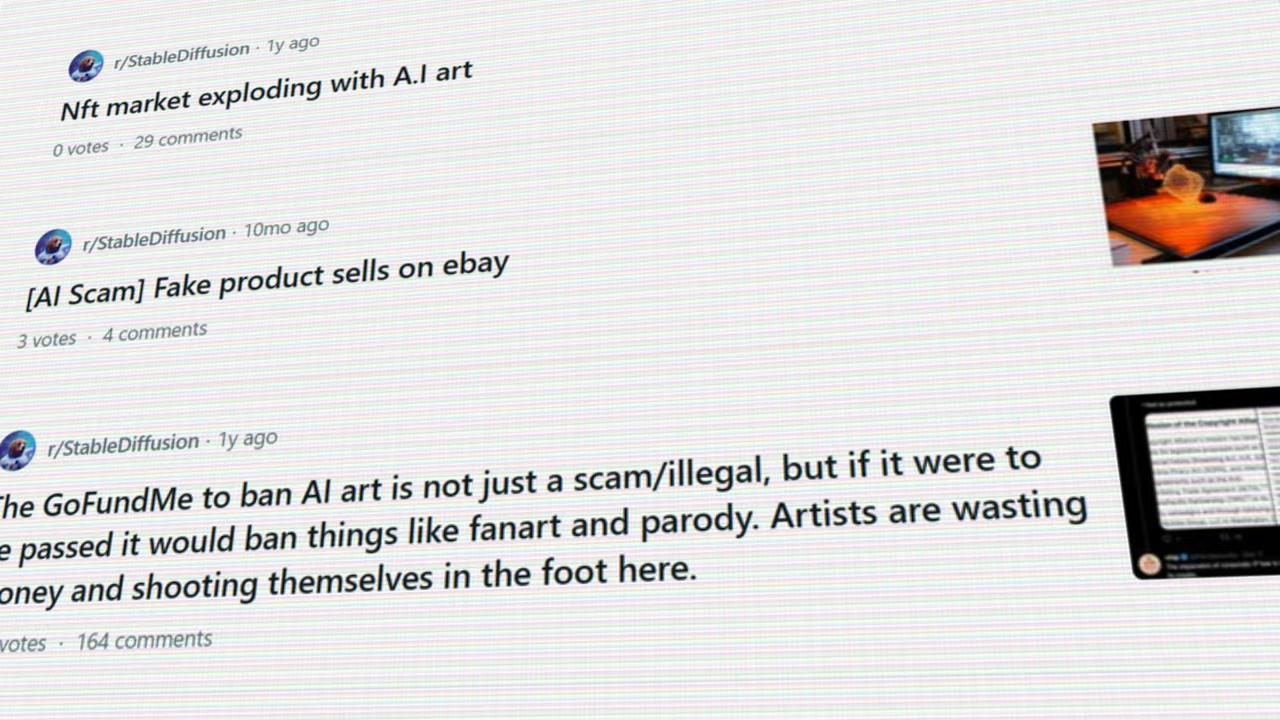 r/StableDiffusion · 1y ago
Nft market exploding with A.I art
0 votes · 29 comments
r/StableDiffusion · 10mo ago
[AI Scam] Fake product sells on ebay
3 votes · 4 comments
r/StableDiffusion · 1y ago
The GoFundMe to ban AI art is not just a scam/illegal, but if it were to
e passed it would ban things like fanart and parody. Artists are wasting
oney and shooting themselves in the foot here.
votes · 164 comments